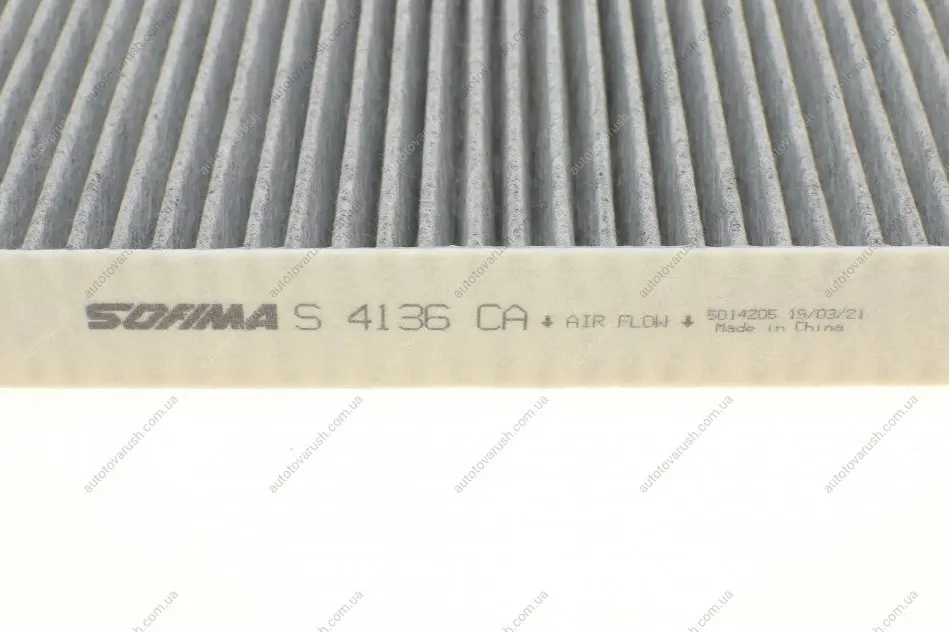 SOFIMA S 4136 CA ↓ AIR FLOW ↓ 5014205 19/03/21
Made in China
autotovarush.com.ua